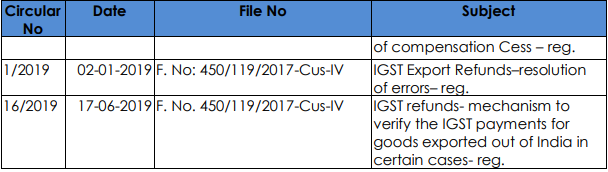 Circular No Date File No Subject
of compensation Cess – reg.
1/2019 02-01-2019 F. No: 450/119/2017-Cus-IV IGST Export Refunds–resolution
of errors– reg.
16/2019 17-06-2019 F. No. 450/119/2017-Cus-IV IGST refunds- mechanism to
verify the IGST payments for
goods exported out of India in
certain cases- reg.